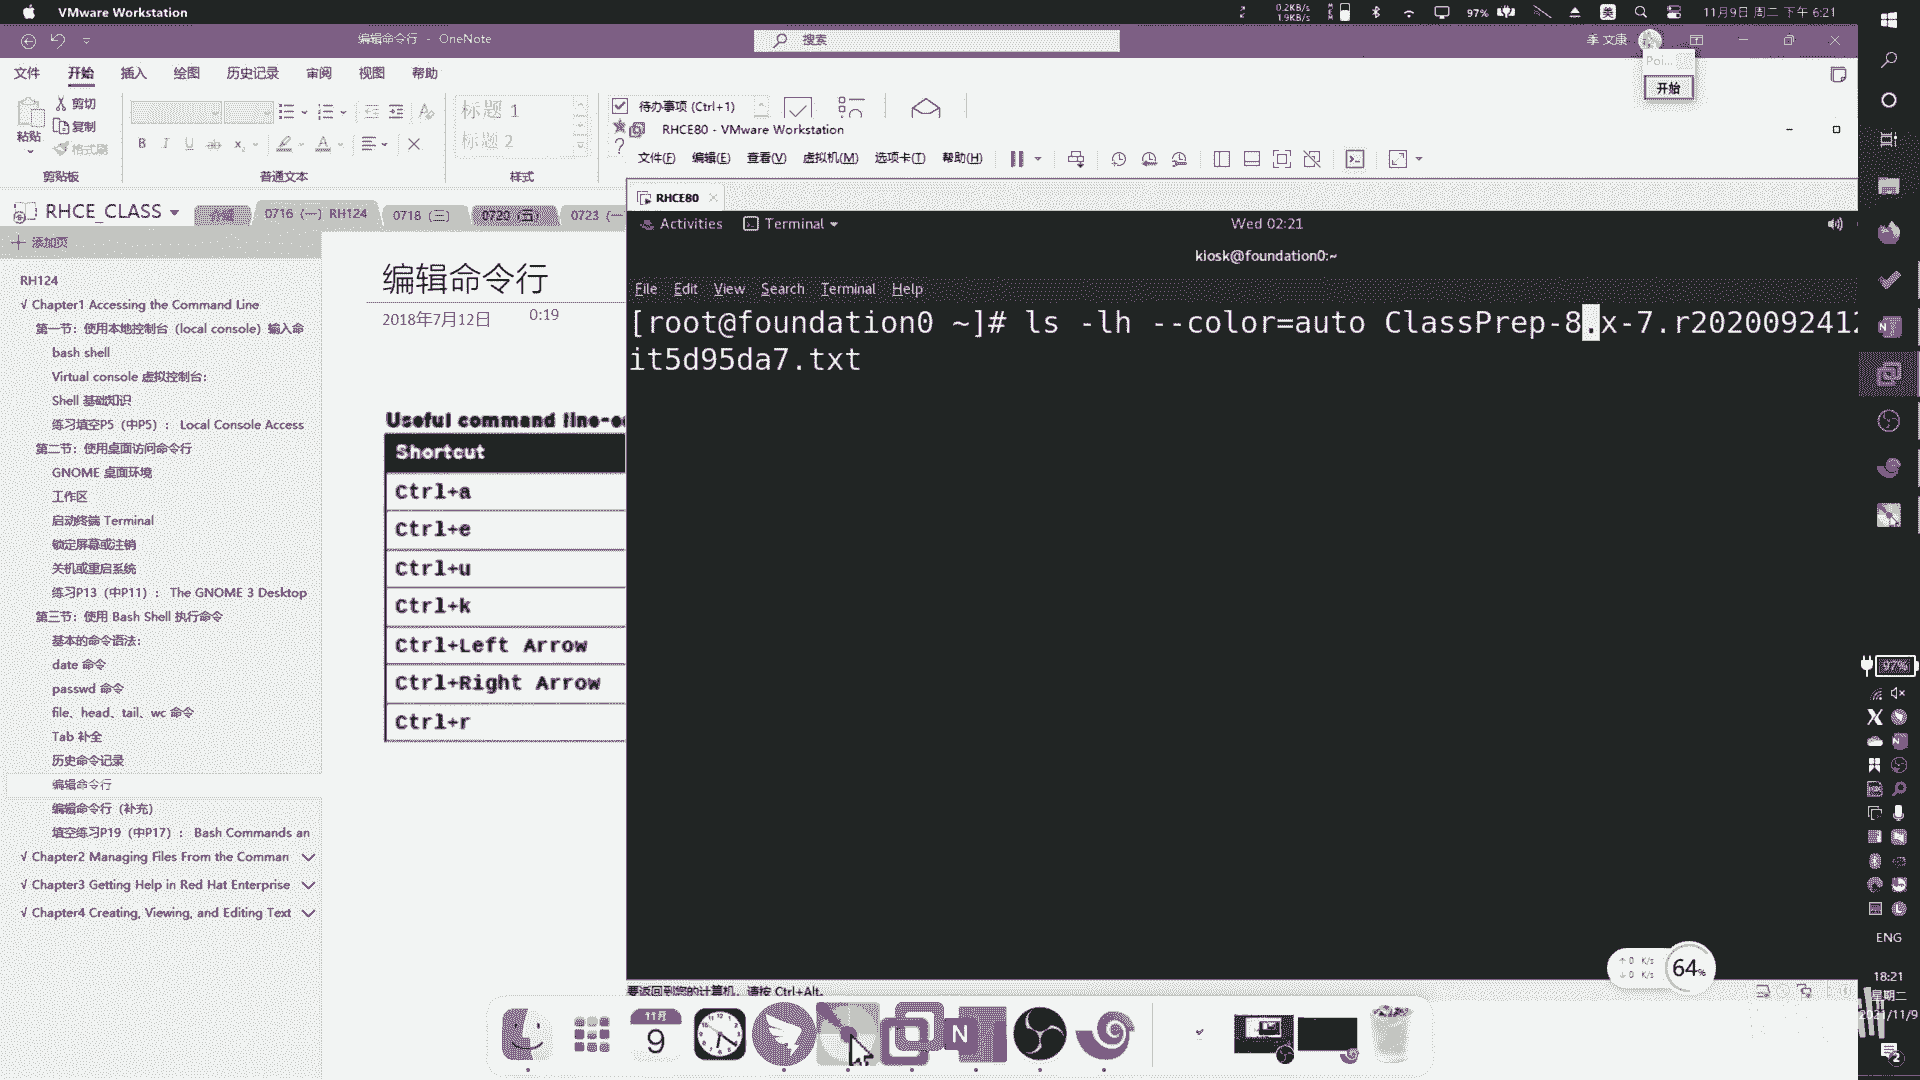 VMware Workstation
0.2KB/s
1.9KB/s
97%
美
11月9日 周二 下午 6:21
编辑命令行 - OneNote
搜索
季 文康
文件
开始
插入
绘图
历史记录
审阅
视图
帮助
Poi...
开始
粘贴
剪切
复制
格式刷
剪贴板
普通文本
标题 1
标题 2
样式
待办事项 (Ctrl+1)
RHCE80 - VMware Workstation
文件(F) 编辑(E) 查看(V) 虚拟机(M) 选项卡(T) 帮助(H)
RHCE_CLASS
介绍
0716 (一) RH124
0718 (三)
0720 (五)
0723 (一
添加页
RH124
√ Chapter1 Accessing the Command Line
第一节：使用本地控制台（local console）输入命
bash shell
Virtual console 虚拟控制台:
Shell 基础知识
练习填空P5（中P5）： Local Console Access
第二节：使用桌面访问命令行
GNOME 桌面环境
工作区
启动终端 Terminal
锁定屏幕或注销
关机或重启系统
练习P13（中P11）： The GNOME 3 Desktop
第三节：使用 Bash Shell 执行命令
基本的命令语法:
date 命令
passwd 命令
file、head、tail、wc 命令
Tab 补全
历史命令记录
编辑命令行
编辑命令行（补充）
填空练习P19（中P17）： Bash Commands an
√ Chapter2 Managing Files From the Comman
√ Chapter3 Getting Help in Red Hat Enterprise
√ Chapter4 Creating, Viewing, and Editing Text
编辑命令行
2018年7月12日 0:19
Useful command line-e
Shortcut
Ctrl+a
Ctrl+e
Ctrl+u
Ctrl+k
Ctrl+Left Arrow
Ctrl+Right Arrow
Ctrl+r
RHCE80
Activities
Terminal
Wed 02:21
kiosk@foundation0:~
File Edit View Search Terminal Help
[root@foundation0 ~]# ls -lh --color=auto ClassPrep-8.x-7.r2020092412
it5d95da7.txt
要返回到您的计算机，请按 Ctrl+Alt。
0 K/s
0 K/s
64%
11月
9
N
97%
ENG
18:21
星期二
2021/11/9
2